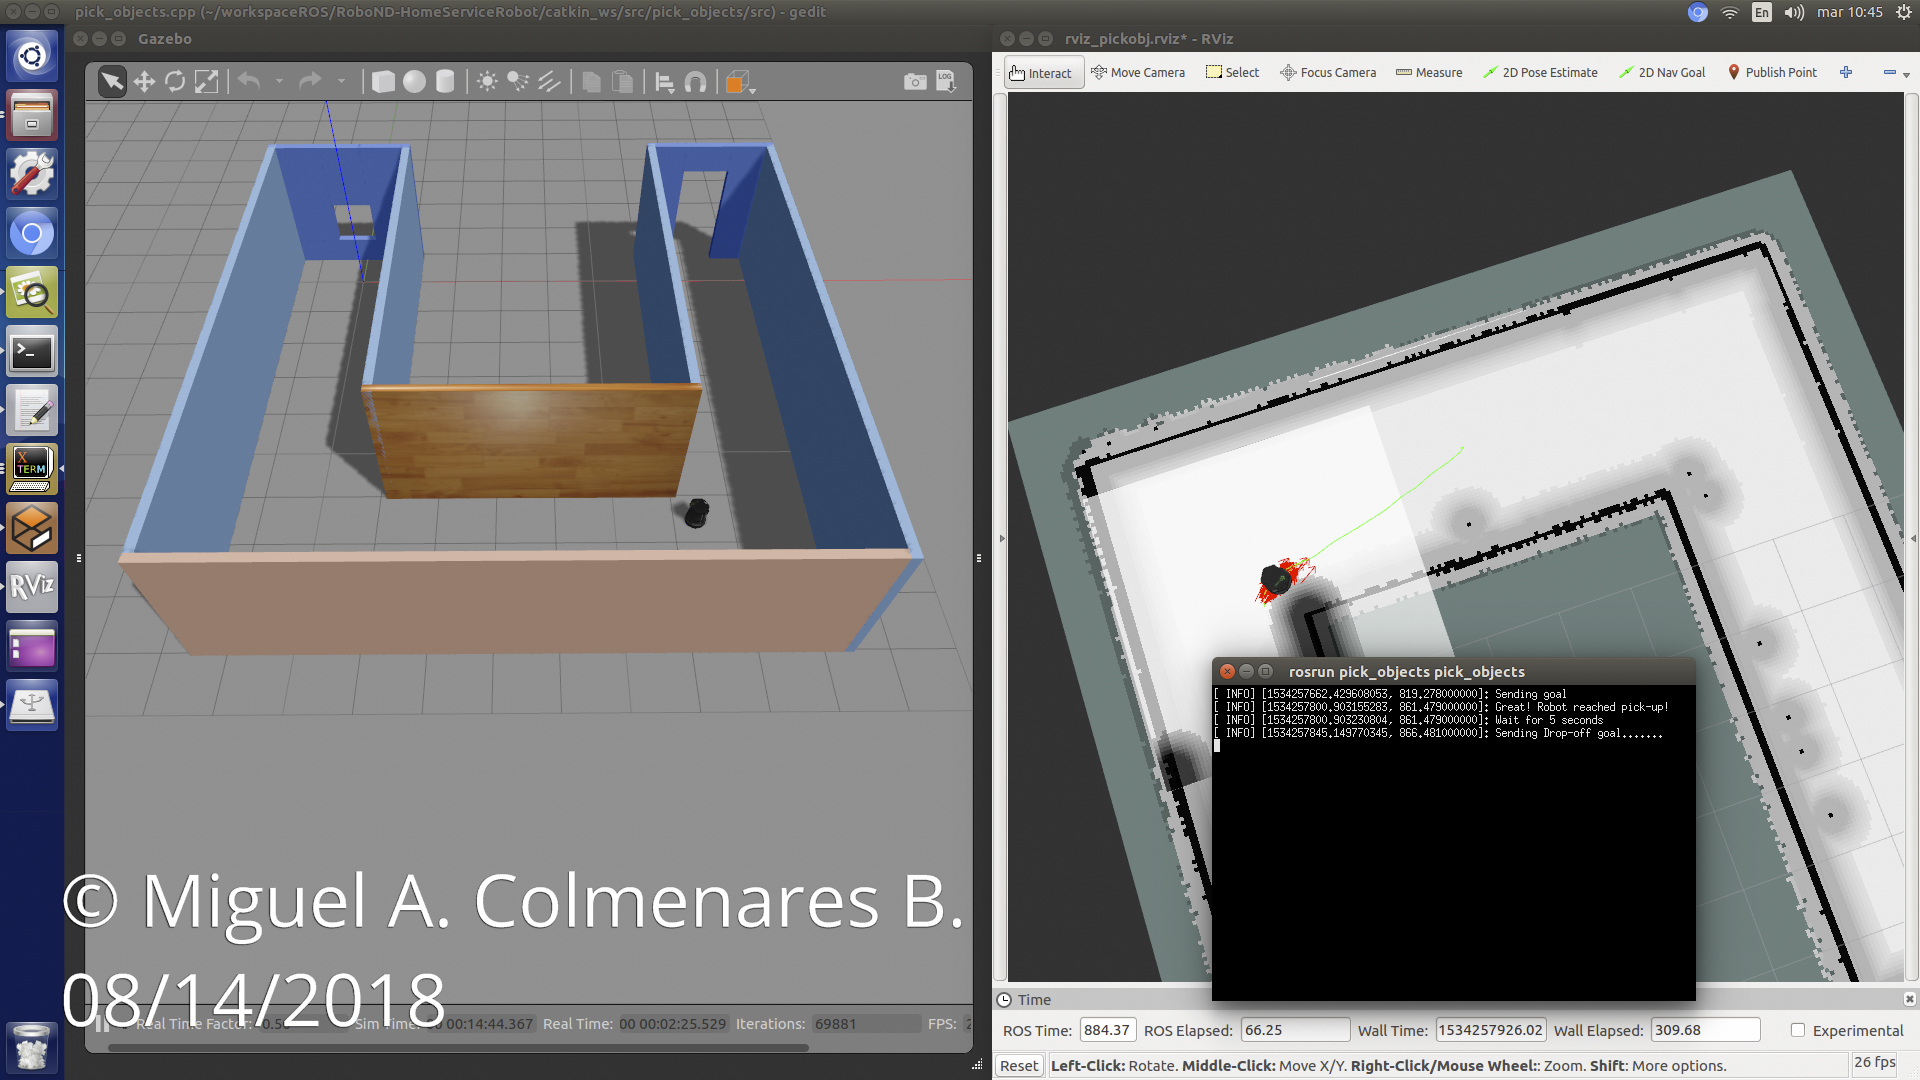 pick_objects.cpp (~/workspaceROS/RoboND-HomeServiceRobot/catkin_ws/src/pick_objects/src) - gedit
En
mar 10:45
Gazebo
LOG
rviz_pickobj.rviz* - RViz
Interact Move Camera Select Focus Camera Measure 2D Pose Estimate 2D Nav Goal Publish Point
X
TERM
RViz
rosrun pick_objects pick_objects
[ INFO] [1534257662.429608053, 819.278000000]: Sending goal
[ INFO] [1534257800.903155283, 861.479000000]: Great! Robot reached pick-up!
[ INFO] [1534257800.903230804, 861.479000000]: Wait for 5 seconds
[ INFO] [1534257845.149770345, 866.481000000]: Sending Drop-off goal.......
© Miguel A. Colmenares B.
08/14/2018
Real Time Factor: Sim Time: 00 00:14:44.367 Real Time: 00 00:02:25.529 Iterations: 69881 FPS:
Time
ROS Time: 884.37 ROS Elapsed: 66.25 Wall Time: 1534257926.02 Wall Elapsed: 309.68 Experimental
Reset Left-Click: Rotate. Middle-Click: Move X/Y. Right-Click/Mouse Wheel:: Zoom. Shift: More options. 26 fps